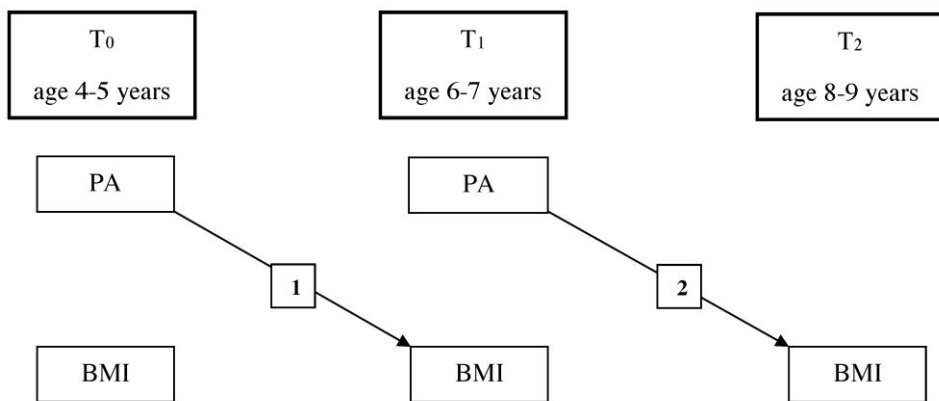 T₀
age 4-5 years
T₁
age 6-7 years
T₂
age 8-9 years
PA
PA
1
2
BMI
BMI
BMI